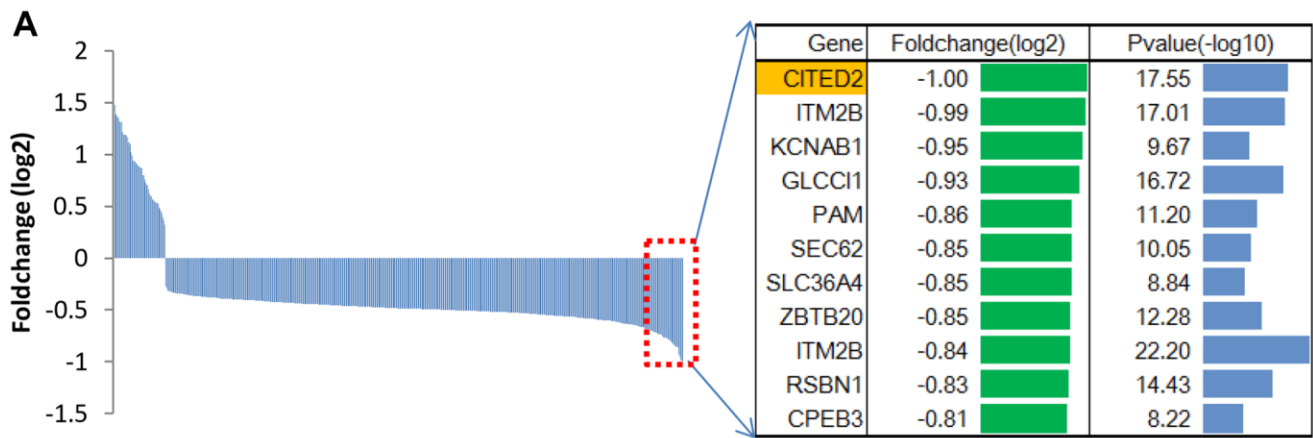 A
Foldchange (log2)
2
1.5
1
0.5
0
-0.5
-1
-1.5
Gene Foldchange(log2) Pvalue(-log10)
CITED2 -1.00 17.55
ITM2B -0.99 17.01
KCNAB1 -0.95 9.67
GLCCI1 -0.93 16.72
PAM -0.86 11.20
SEC62 -0.85 10.05
SLC36A4 -0.85 8.84
ZBTB20 -0.85 12.28
ITM2B -0.84 22.20
RSBN1 -0.83 14.43
CPEB3 -0.81 8.22